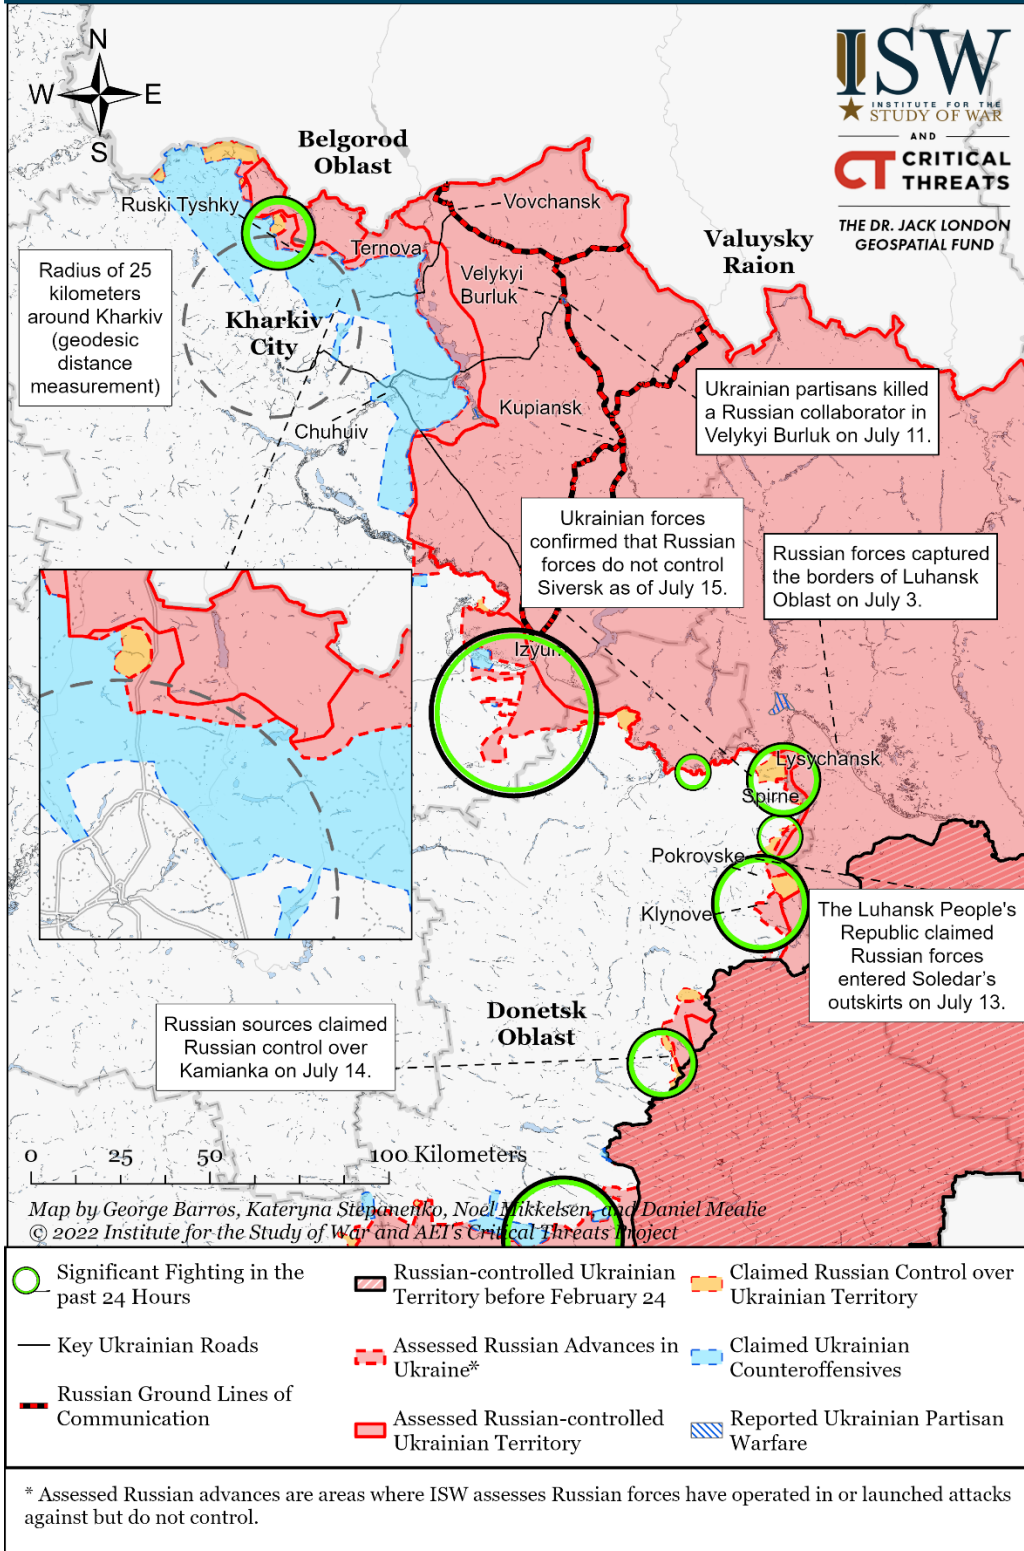 N
W
E
S
ISW
INSTITUTE FOR THE
STUDY OF WAR
AND
CT CRITICAL
THREATS
THE DR. JACK LONDON
GEOSPATIAL FUND
Belgorod
Oblast
Ruski Tyshky
Vovchansk
Ternova
Valuysky
Raion
Velykyi
Burluk
Radius of 25
kilometers
around Kharkiv
(geodesic
distance
measurement)
Kharkiv
City
Ukrainian partisans killed
a Russian collaborator in
Velykyi Burluk on July 11.
Kupiansk
Chuhuiv
Ukrainian forces
confirmed that Russian
forces do not control
Siversk as of July 15.
Russian forces captured
the borders of Luhansk
Oblast on July 3.
Izyum
Lysychansk
Spirne
Pokrovske
Klynove
The Luhansk People's
Republic claimed
Russian forces
entered Soledar's
outskirts on July 13.
Donetsk
Oblast
Russian sources claimed
Russian control over
Kamianka on July 14.
0 25 50 100 Kilometers
Map by George Barros, Kateryna Stepanenko, Noel Mikkelsen, and Daniel Mealie
© 2022 Institute for the Study of War and AEI's Critical Threats Project
Significant Fighting in the
past 24 Hours
Key Ukrainian Roads
Russian Ground Lines of
Communication
Russian-controlled Ukrainian
Territory before February 24
Assessed Russian Advances in
Ukraine*
Assessed Russian-controlled
Ukrainian Territory
Claimed Russian Control over
Ukrainian Territory
Claimed Ukrainian
Counteroffensives
Reported Ukrainian Partisan
Warfare
* Assessed Russian advances are areas where ISW assesses Russian forces have operated in or launched attacks
against but do not control.